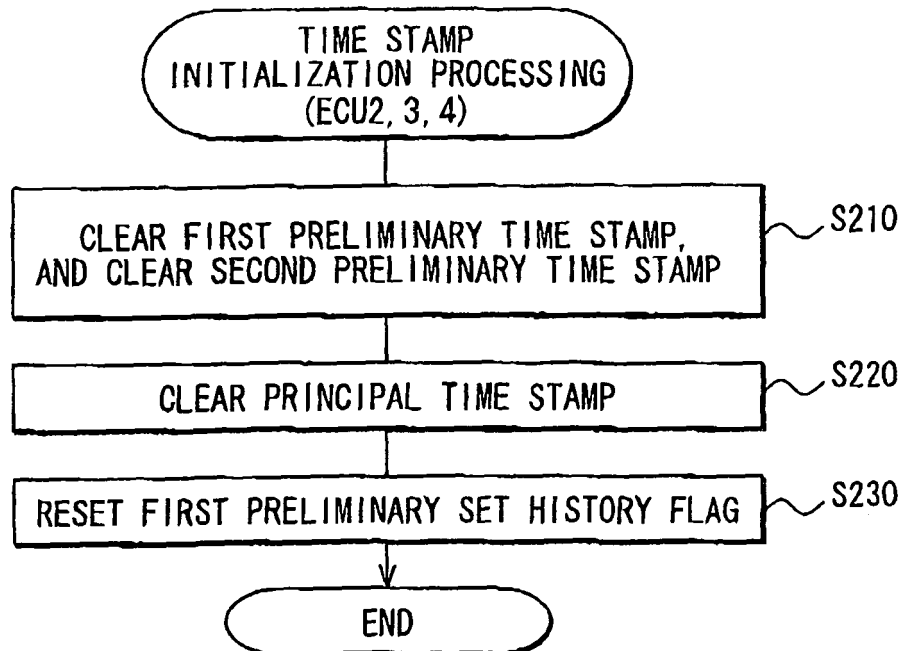 TIME STAMP
INITIALIZATION PROCESSING
(ECU2, 3, 4)
CLEAR FIRST PRELIMINARY TIME STAMP,
AND CLEAR SECOND PRELIMINARY TIME STAMP
S210
CLEAR PRINCIPAL TIME STAMP
S220
RESET FIRST PRELIMINARY SET HISTORY FLAG
S230
END